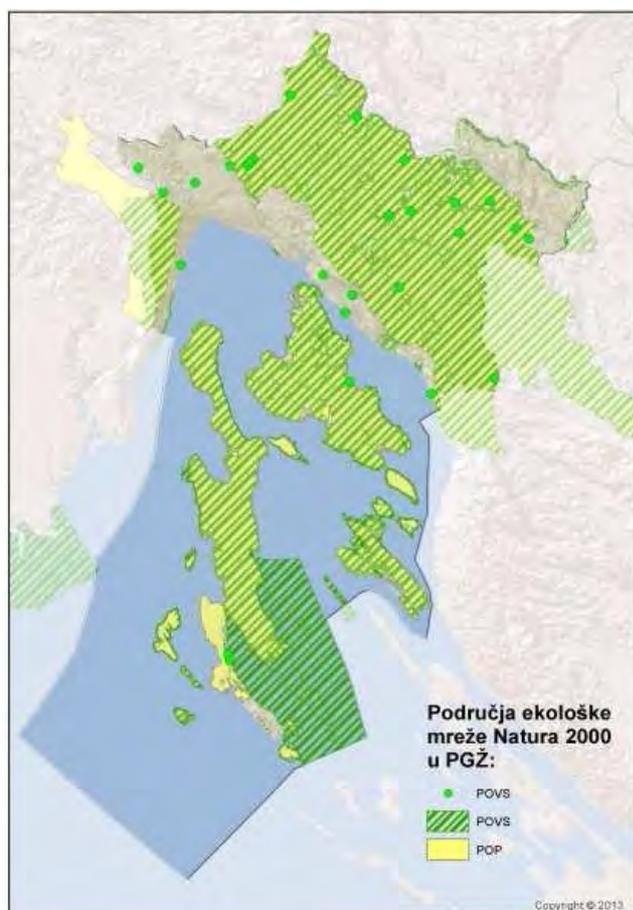 Područja ekološke
mreže Natura 2000
u PGŽ:
POVS
POVS
POP
Copyright © 2013